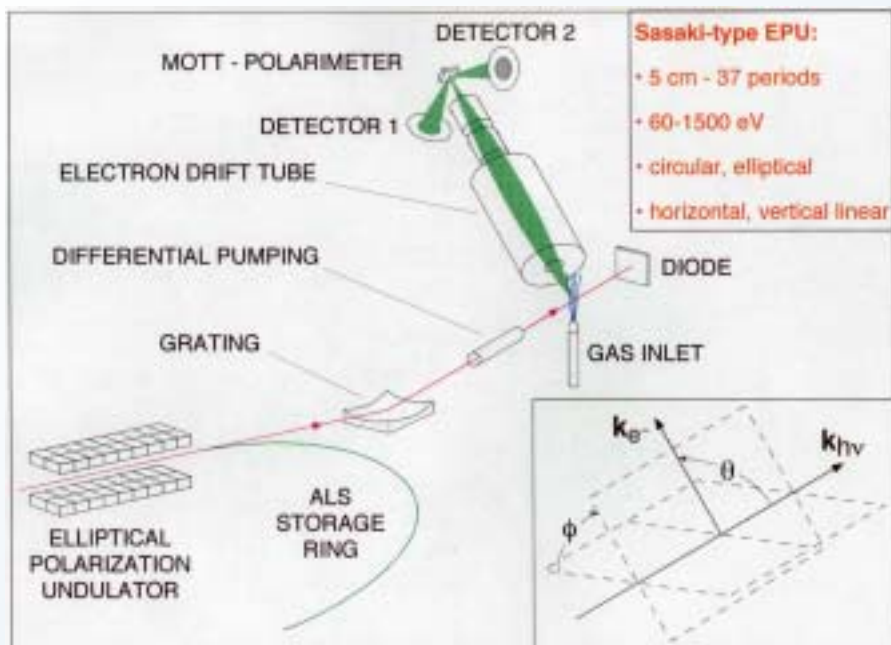 DETECTOR 2
MOTT - POLARIMETER
DETECTOR 1
ELECTRON DRIFT TUBE
DIFFERENTIAL PUMPING
GRATING
DIODE
GAS INLET
ELLIPTICAL
POLARIZATION
UNDULATOR
ALS
STORAGE
RING
Sasaki-type EPU:
• 5 cm - 37 periods
• 60-1500 eV
• circular, elliptical
• horizontal, vertical linear
ke-
khν
θ
ϕ